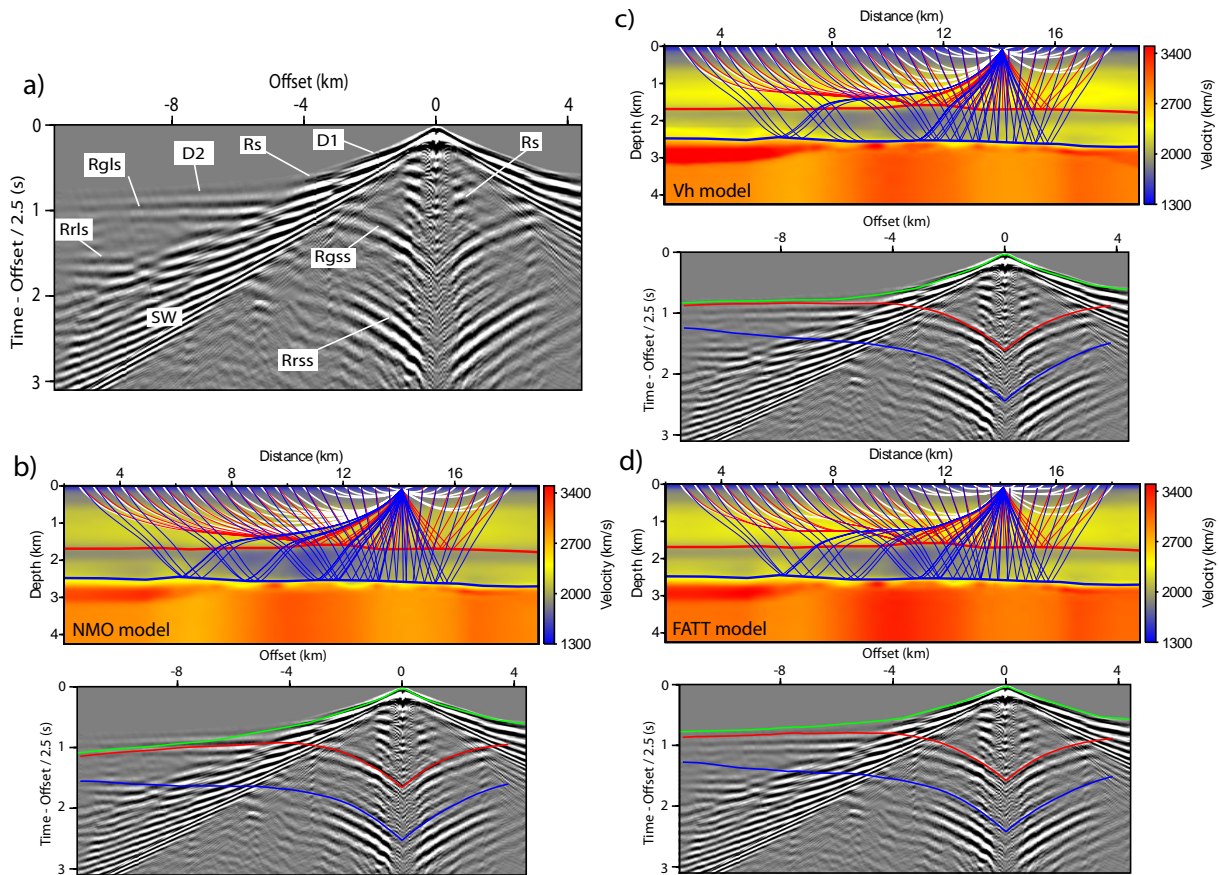 a)
Offset (km)
-8 -4 0 4
Time - Offset / 2.5 (s)
0
1
2
3
Rgls
D2
Rs
D1
Rs
Rrls
Rgss
SW
Rrss
c)
Distance (km)
4 8 12 16
Depth (km)
0
1
2
3
4
Vh model
3400
2700
2000
1300
Velocity (km/s)
Offset (km)
-8 -4 0 4
Time - Offset / 2.5 (s)
0
1
2
3
b)
Distance (km)
4 8 12 16
Depth (km)
0
1
2
3
4
NMO model
3400
2700
2000
1300
Velocity (km/s)
Offset (km)
-8 -4 0 4
Time - Offset / 2.5 (s)
0
1
2
3
d)
Distance (km)
4 8 12 16
Depth (km)
0
1
2
3
4
FATT model
3400
2700
2000
1300
Velocity (km/s)
Offset (km)
-8 -4 0 4
Time - Offset / 2.5 (s)
0
1
2
3